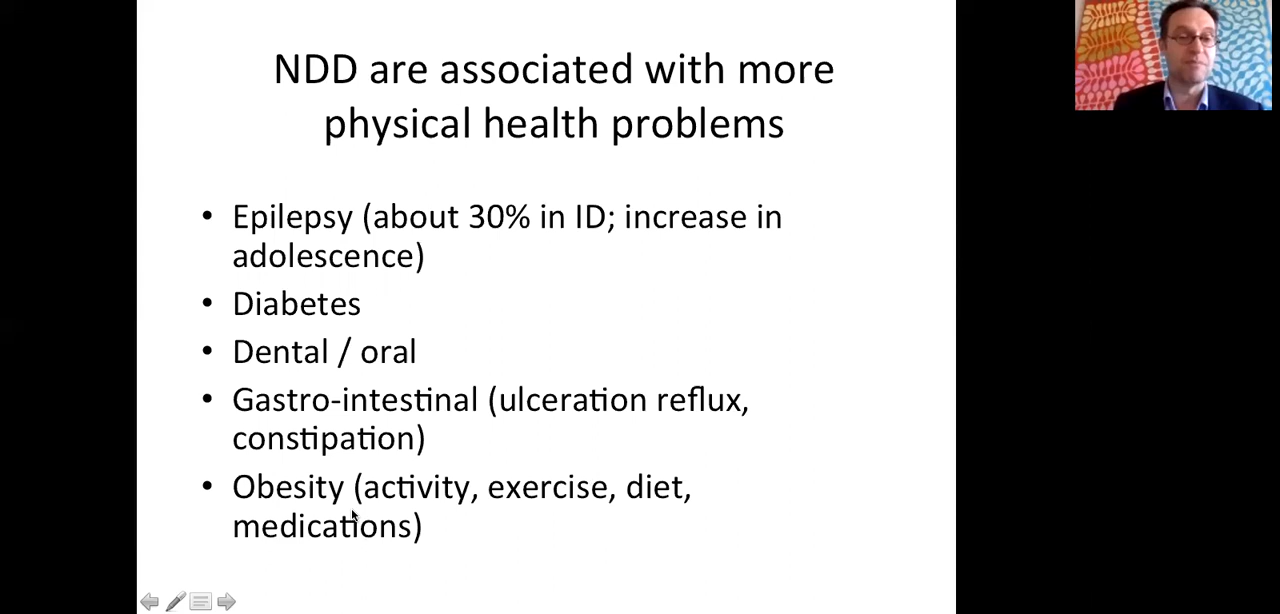 NDD are associated with more
physical health problems
• Epilepsy (about 30% in ID; increase in
adolescence)
• Diabetes
• Dental / oral
• Gastro-intestinal (ulceration reflux,
constipation)
• Obesity (activity, exercise, diet,
medications)